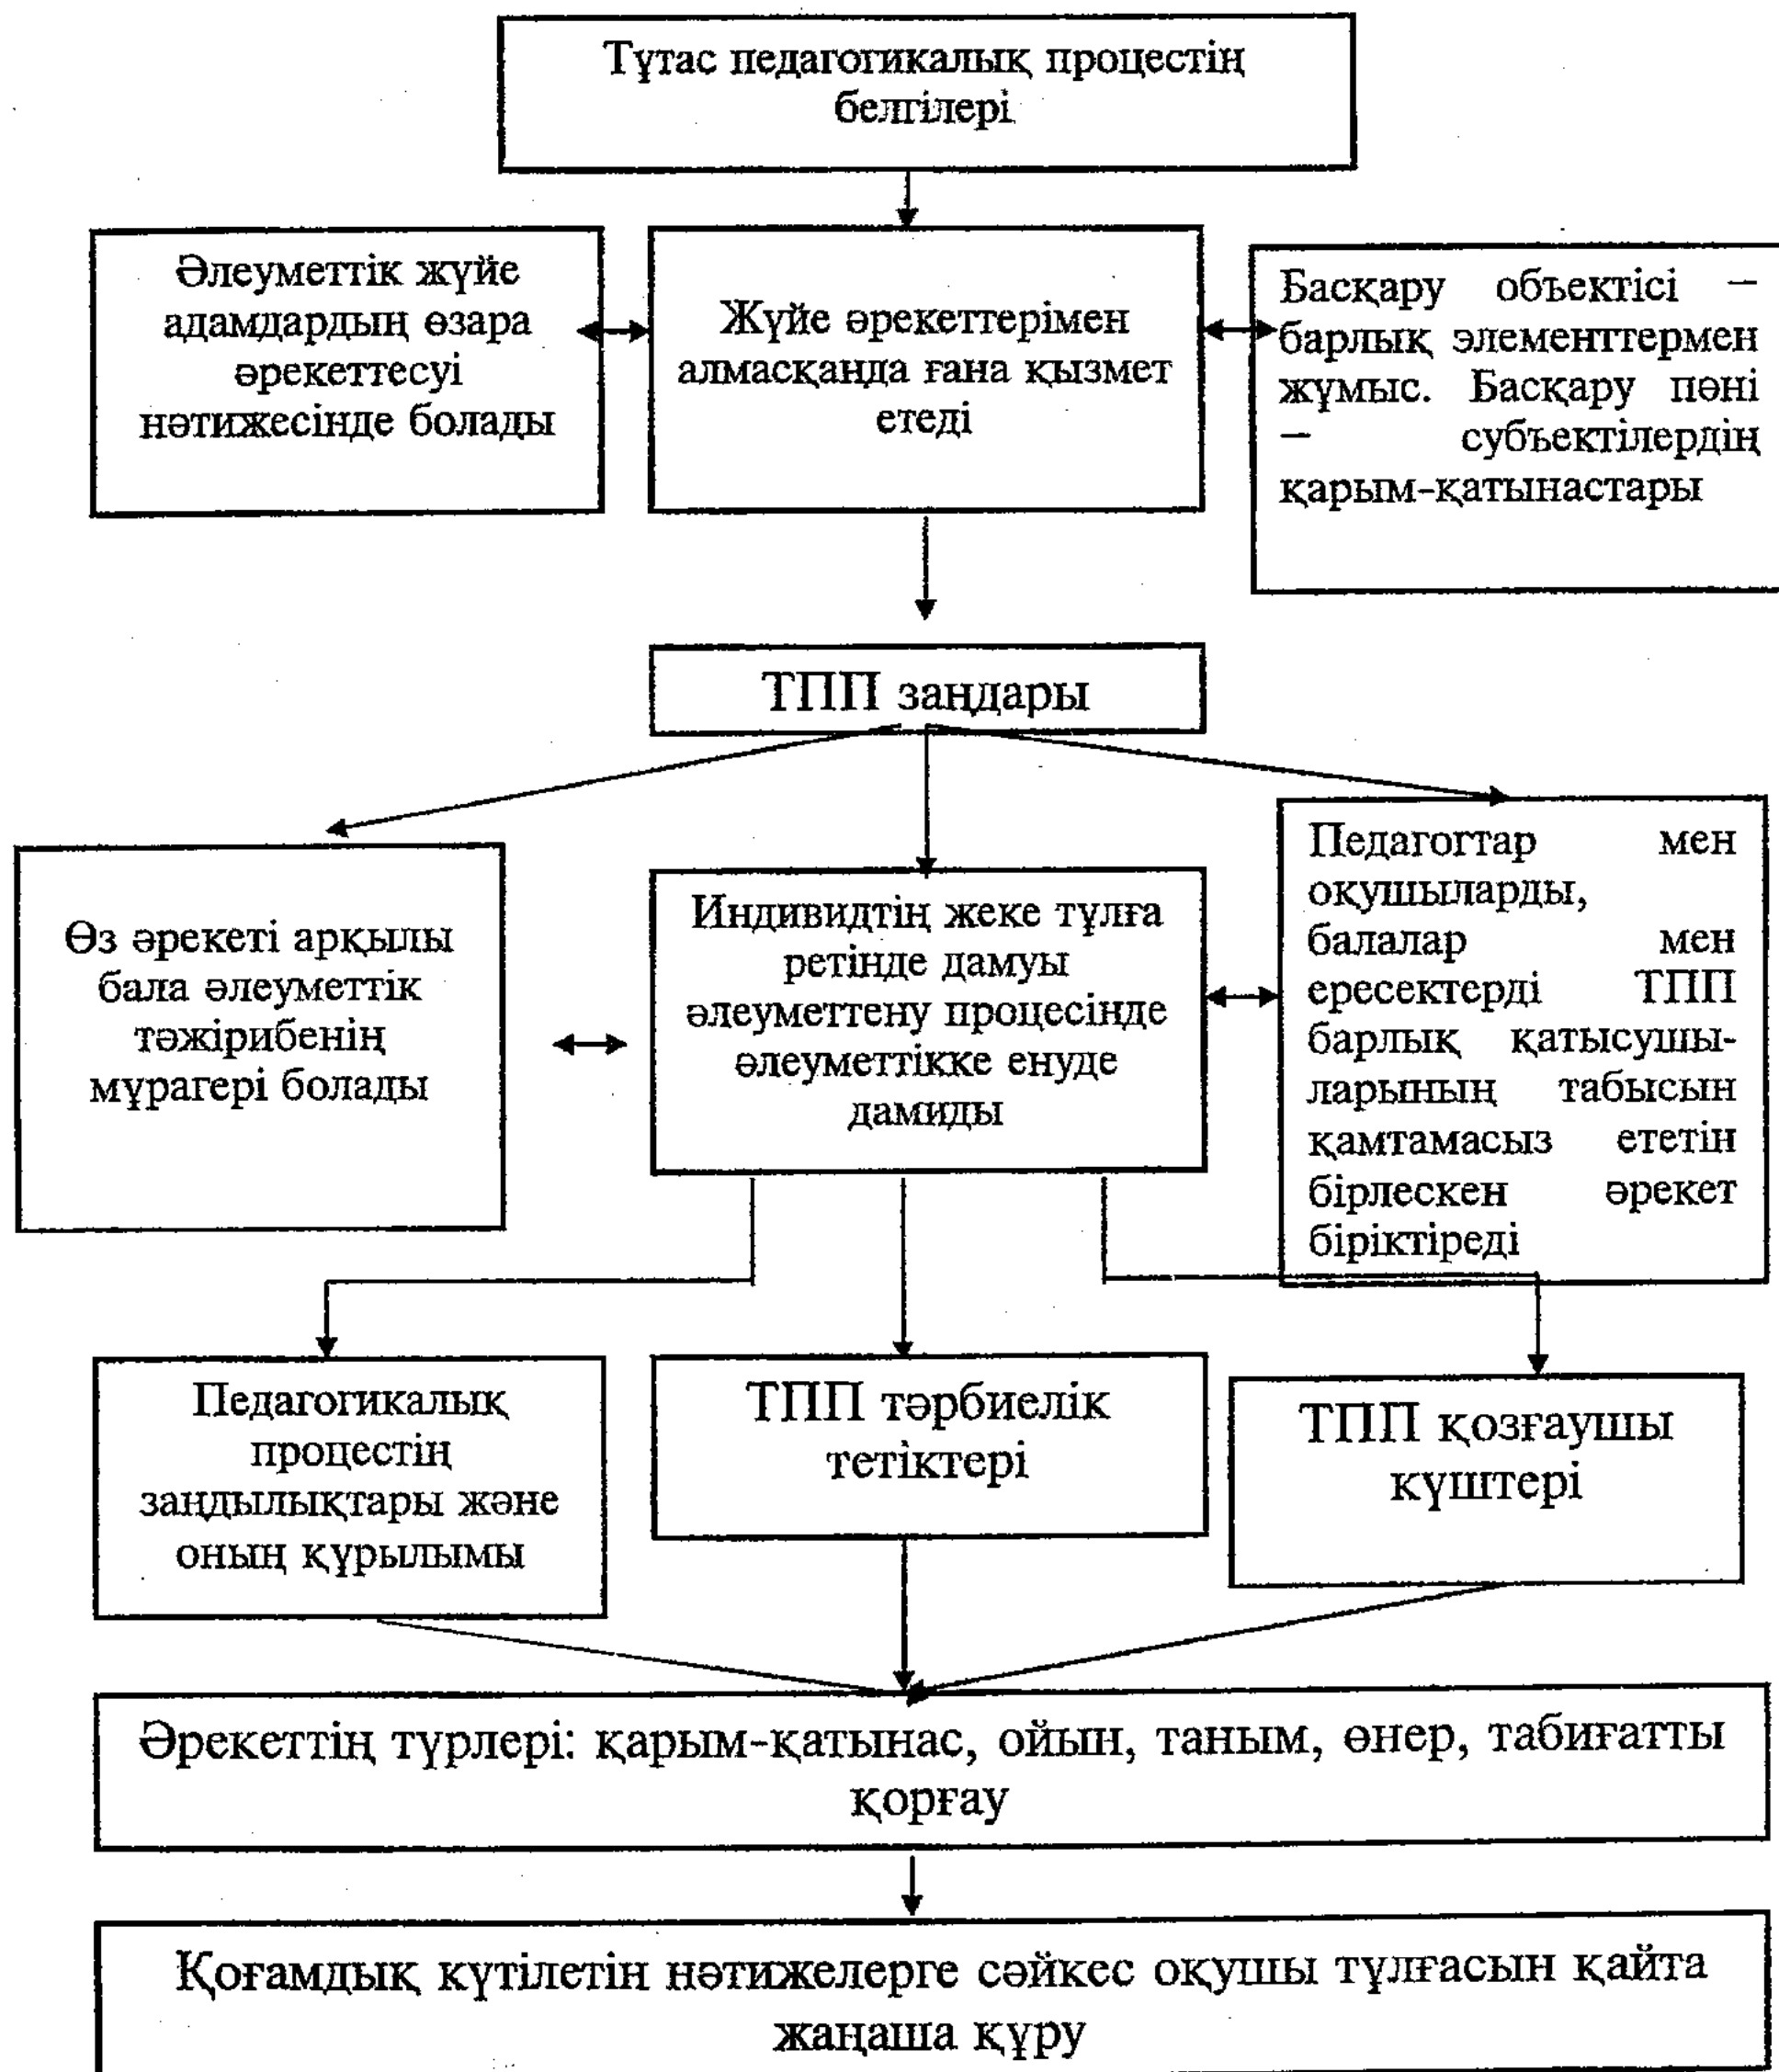 Тұтас педагогикалық процестің
белгілері
Әлеуметтік жүйе
адамдардың өзара
әрекеттесуі
нәтижесінде болады
Жүйе әрекеттерімен
алмасқанда ғана қызмет
етеді
Басқару объектісі –
барлық элементтермен
жұмыс. Басқару пәні
– субъектілердің
қарым-қатынастары
ТПП заңдары
Өз әрекеті арқылы
бала әлеуметтік
тәжірибенің
мұрагері болады
Индивидтің жеке тұлға
ретінде дамуы
әлеуметтену процесінде
әлеуметтікке енуде
дамиды
Педагогтар мен
оқушыларды,
балалар мен
ересектерді ТПП
барлық қатысушы-
ларының табысын
қамтамасыз ететін
бірлескен әрекет
біріктіреді
Педагогикалық
процестің
заңдылықтары және
оның құрылымы
ТПП тәрбиелік
тетіктері
ТПП қозғаушы
күштері
Әрекеттің түрлері: қарым-қатынас, ойын, таным, өнер, табиғатты
қорғау
Қоғамдық күтілетін нәтижелерге сәйкес оқушы тұлғасын қайта
жаңаша құру